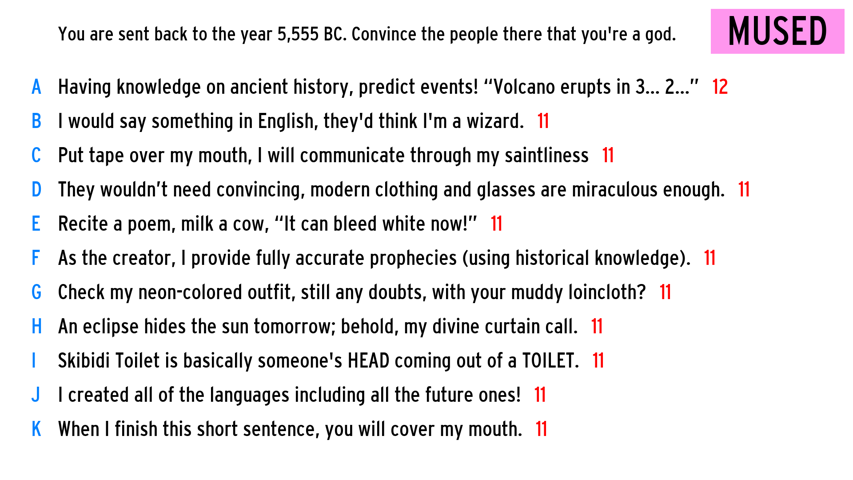 You are sent back to the year 5,555 BC. Convince the people there that you're a god.
MUSED
A Having knowledge on ancient history, predict events! “Volcano erupts in 3... 2...” 12
B I would say something in English, they'd think I'm a wizard. 11
C Put tape over my mouth, I will communicate through my saintliness 11
D They wouldn’t need convincing, modern clothing and glasses are miraculous enough. 11
E Recite a poem, milk a cow, “It can bleed white now!” 11
F As the creator, I provide fully accurate prophecies (using historical knowledge). 11
G Check my neon-colored outfit, still any doubts, with your muddy loincloth? 11
H An eclipse hides the sun tomorrow; behold, my divine curtain call. 11
I Skibidi Toilet is basically someone's HEAD coming out of a TOILET. 11
J I created all of the languages including all the future ones! 11
K When I finish this short sentence, you will cover my mouth. 11